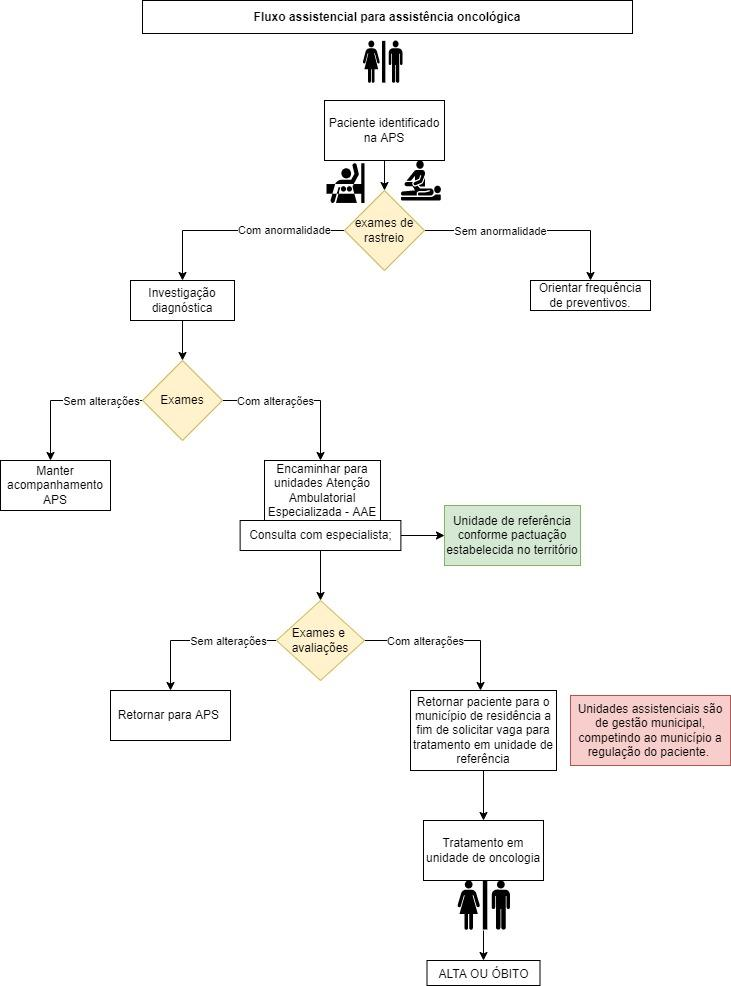 Fluxo assistencial para assistência oncológica
Paciente identificado
na APS
exames de
rastreio
Com anormalidade
Sem anormalidade
Investigação
diagnóstica
Orientar frequência
de preventivos.
Exames
Sem alterações
Com alterações
Manter
acompanhamento
APS
Encaminhar para
unidades Atenção
Ambulatorial
Especializada - AAE
Consulta com especialista;
Unidade de referência
conforme pactuação
estabelecida no território
Exames e
avaliações
Sem alterações
Com alterações
Retornar para APS
Retornar paciente para o
município de residência a
fim de solicitar vaga para
tratamento em unidade de
referência
Unidades assistenciais são
de gestão municipal,
competindo ao município a
regulação do paciente.
Tratamento em
unidade de oncologia
ALTA OU ÓBITO